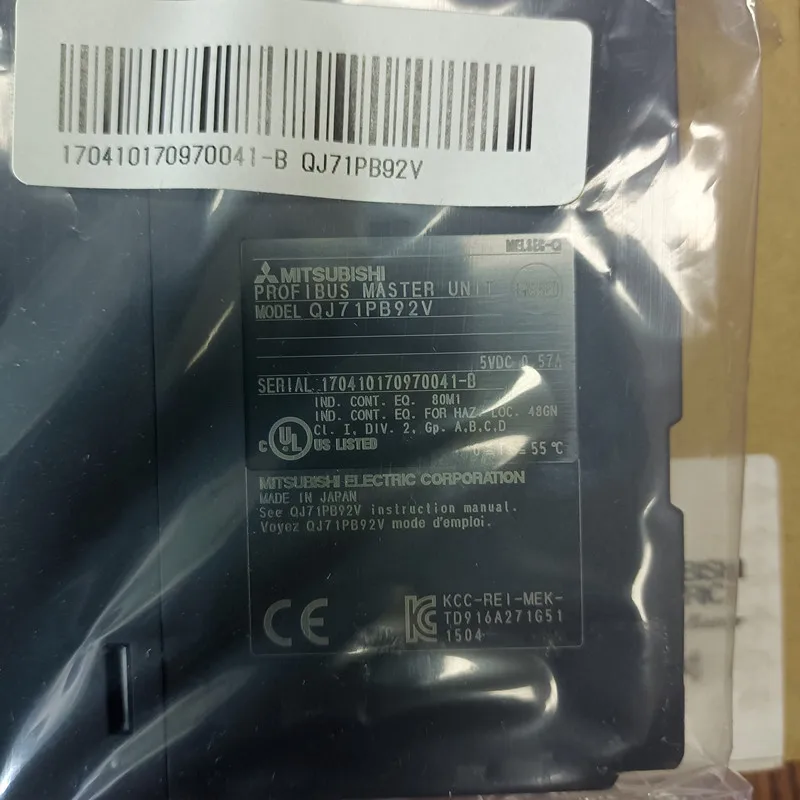 170410170970041-B QJ71PB92V
MELSEC-Q
MITSUBISHI
PROFIBUS MASTER UNIT
MODEL QJ71PB92V
5VDC 0.57A
SERIAL 170410170970041-B
IND. CONT. EQ. 80M1
IND. CONT. EQ. FOR HAZ. LOC. 48GN
Cl. I, DIV. 2, Gp. A,B,C,D
C UL US LISTED
55℃
MITSUBISHI ELECTRIC CORPORATION
MADE IN JAPAN
See QJ71PB92V instruction manual.
Voyez QJ71PB92V mode d'emploi.
CE
KCC-REI-MEK-
TD916A271G51
1504